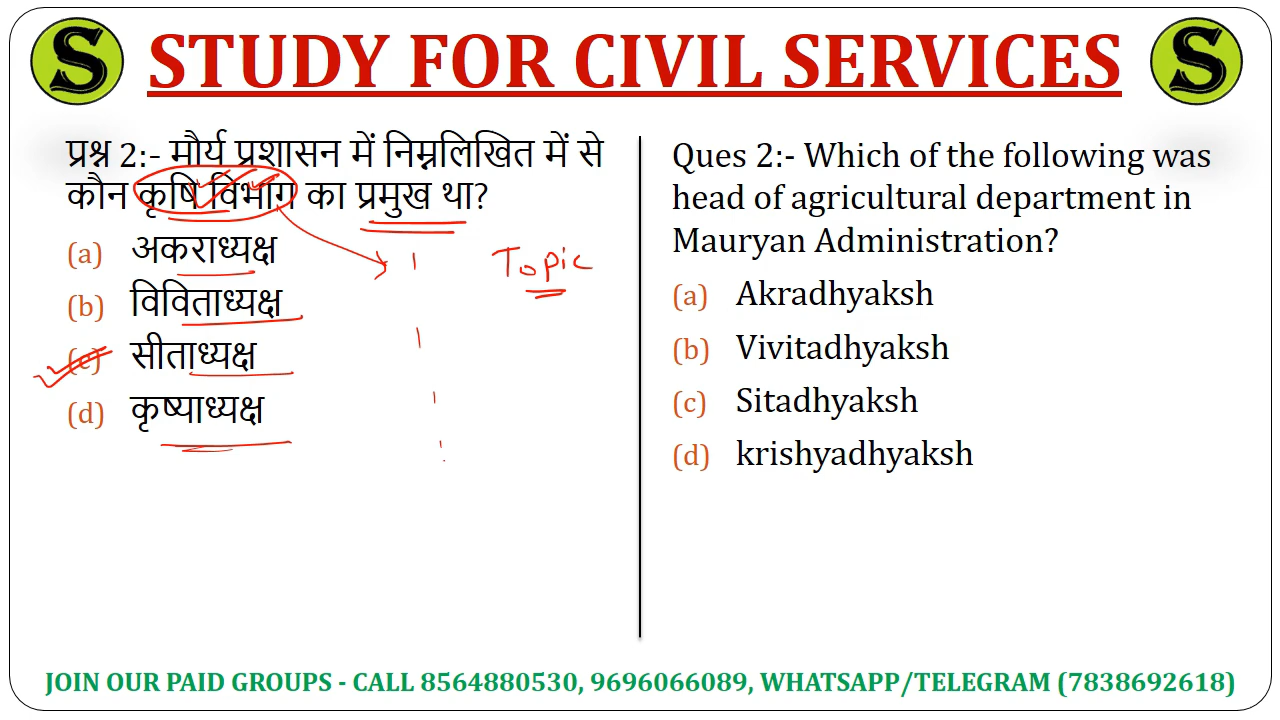 S STUDY FOR CIVIL SERVICES S
प्रश्न 2:- मौर्य प्रशासन में निम्नलिखित में से
कौन कृषि विभाग का प्रमुख था?
(a) अकराध्यक्ष
(b) विविताध्यक्ष
(c) सीताध्यक्ष
(d) कृष्याध्यक्ष
Topic
Ques 2:- Which of the following was
head of agricultural department in
Mauryan Administration?
(a) Akradhyaksh
(b) Vivitadhyaksh
(c) Sitadhyaksh
(d) krishyadhyaksh
JOIN OUR PAID GROUPS - CALL 8564880530, 9696066089, WHATSAPP/TELEGRAM (7838692618)